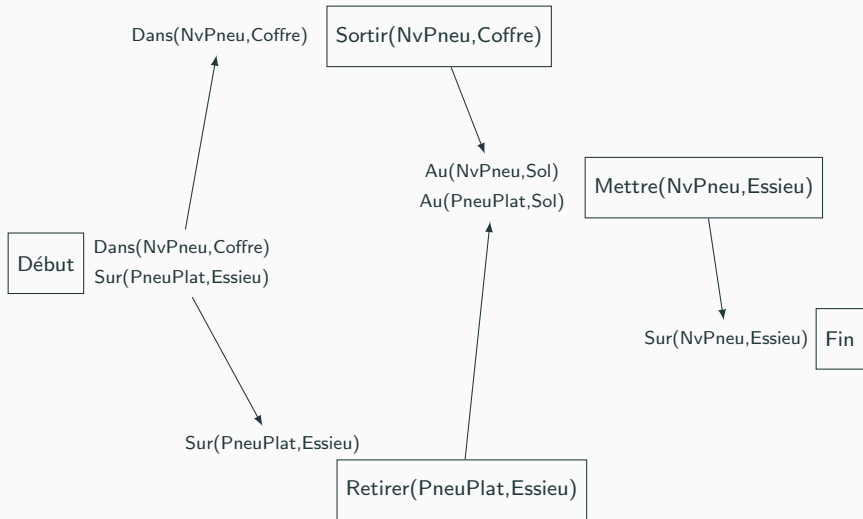 Dans(NvPneu,Coffre)
Sortir(NvPneu,Coffre)
Au(NvPneu,Sol)
Au(PneuPlat,Sol)
Mettre(NvPneu,Essieu)
Début
Dans(NvPneu,Coffre)
Sur(PneuPlat,Essieu)
Sur(NvPneu,Essieu)
Fin
Sur(PneuPlat,Essieu)
Retirer(PneuPlat,Essieu)